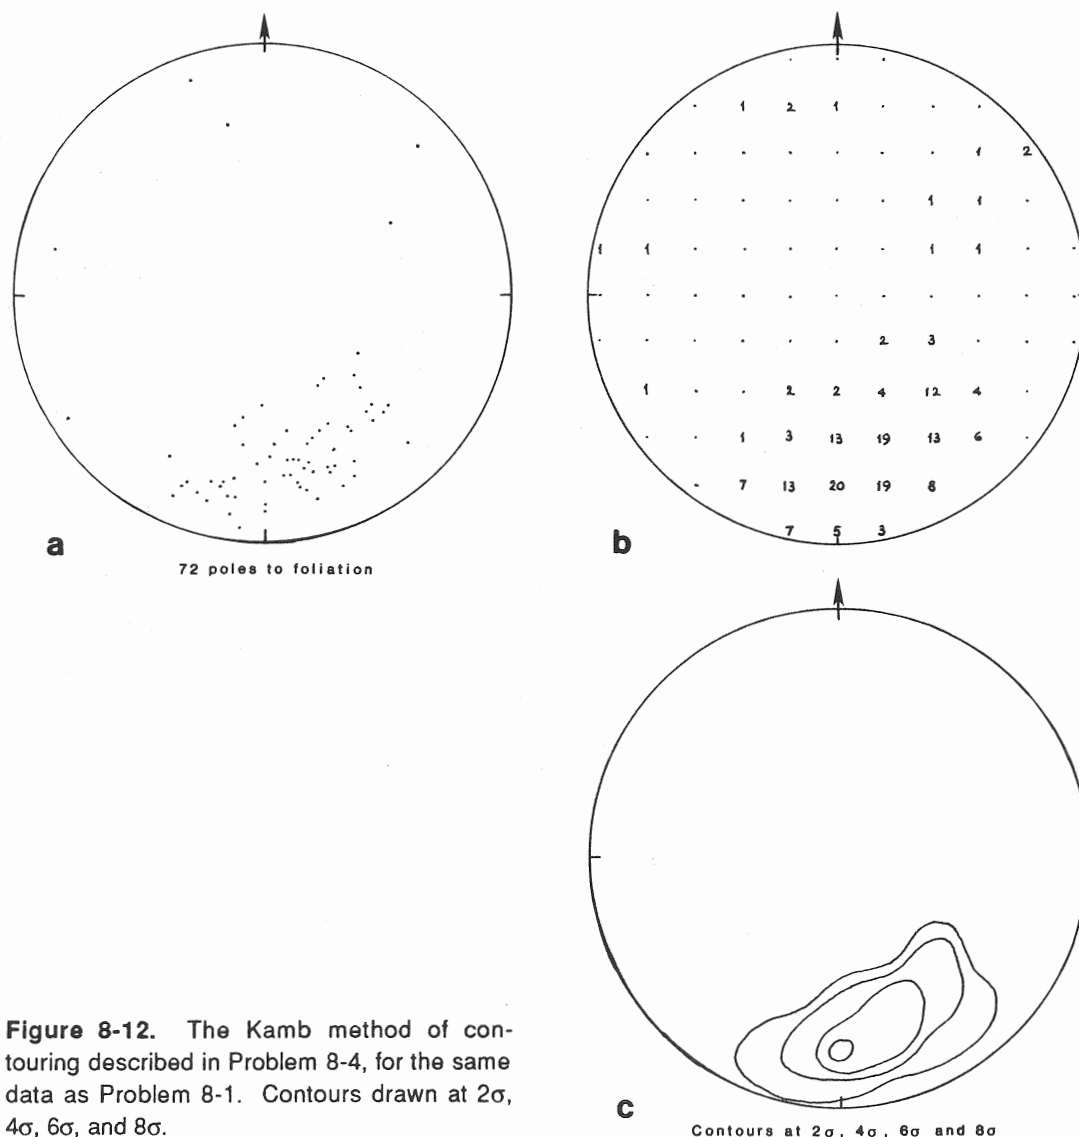 1 2 1
1 2
1 1
1 1 1 1
2 3
1 2 2 4 12 4
1 3 13 19 13 6
7 13 20 19 8
7 5 3
a
b
72 poles to foliation
Figure 8-12. The Kamb method of con-
touring described in Problem 8-4, for the same
data as Problem 8-1. Contours drawn at 2σ,
4σ, 6σ, and 8σ.
c
Contours at 2σ, 4σ, 6σ and 8σ